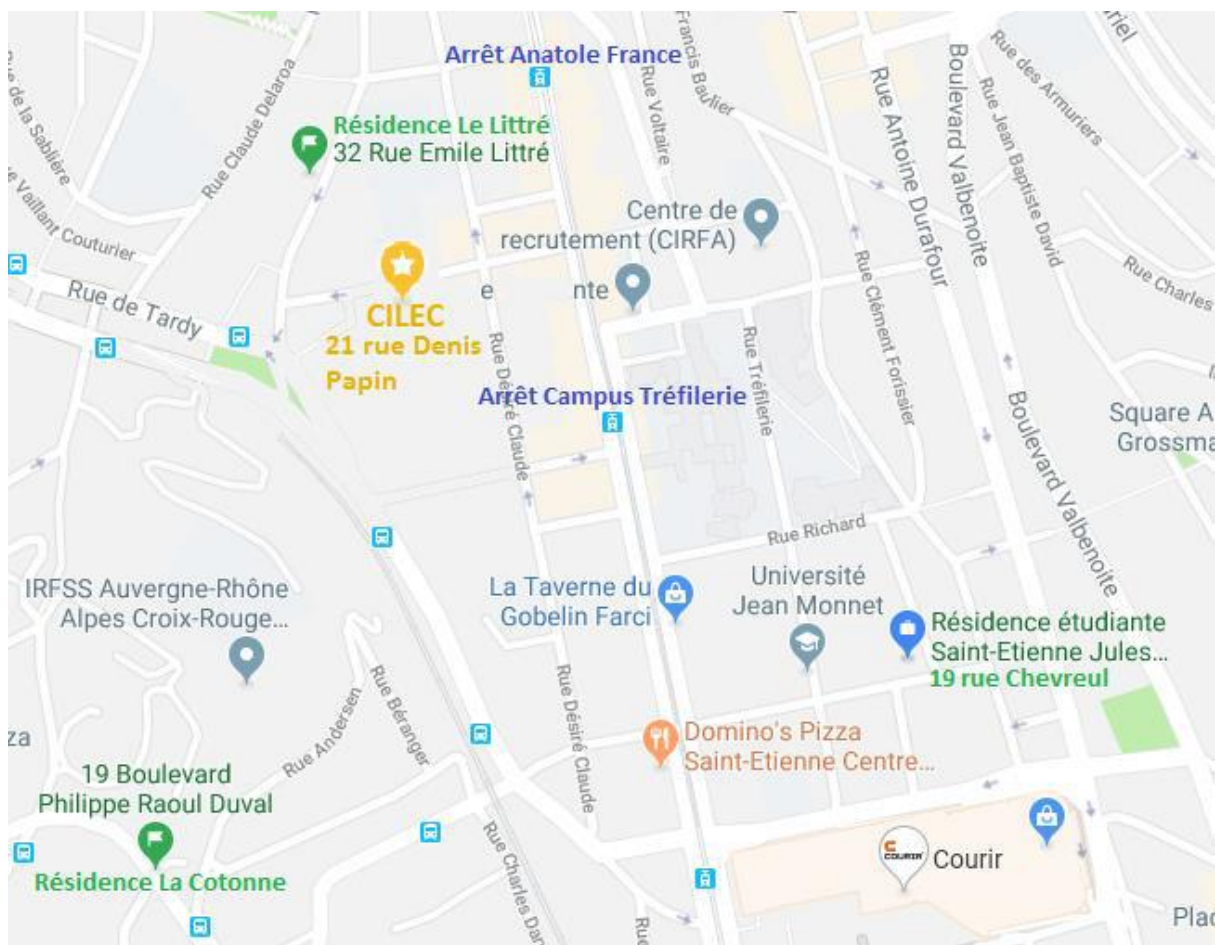 Arrêt Anatole France
Résidence Le Littré
32 Rue Emile Littré
Rue Claude Delaroa
Rue de la Sablière
Vaillant Couturier
Rue Voltaire
Francis Baulier
Rue Antoine Durafour
Boulevard Valbenoite
Rue Jean Baptiste David
Rue des Armuriers
riel
Centre de
recrutement (CIRFA)
Rue Charles
Rue de Tardy
CILEC
21 rue Denis
Papin
e nte
Rue Désiré Claude
Rue Tréfilerie
Rue Clément Forissier
Arrêt Campus Tréfilerie
Boulevard Valbenoite
Square A
Grossma
Rue Richard
IRFSS Auvergne-Rhône
Alpes Croix-Rouge...
La Taverne du
Gobelin Farci
Université
Jean Monnet
Résidence étudiante
Saint-Etienne Jules...
19 rue Chevreul
Rue Andersen
Rue Béranger
Rue Désiré Claude
za
Domino's Pizza
Saint-Etienne Centre...
19 Boulevard
Philippe Raoul Duval
Résidence La Cotonne
Rue Charles Dar
COURIR
Courir
Plac